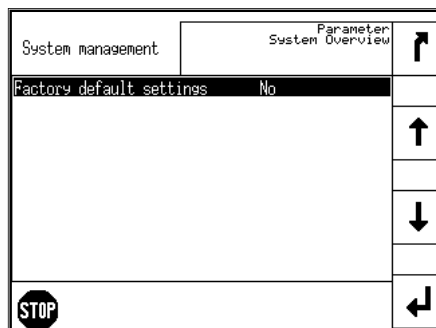 System management
Parameter
System Overview
Factory default settings No
STOP